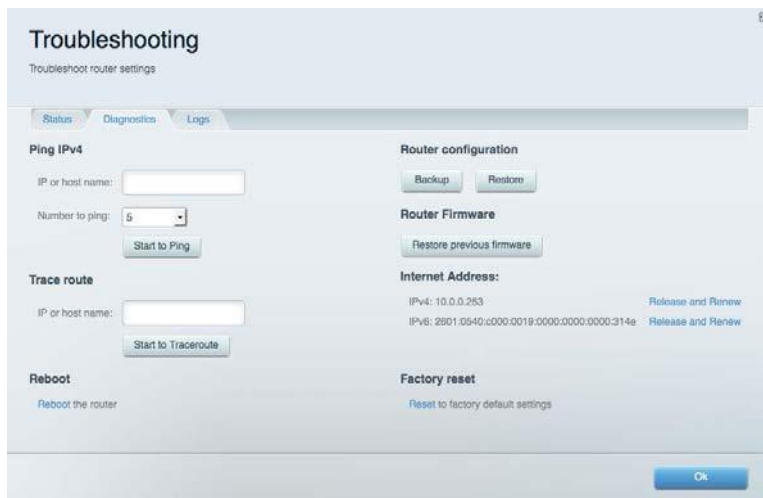 Troubleshooting
Troubleshoot router settings
Status
Diagnostics
Logs
Ping IPv4
IP or host name:
Number to ping: 5
Start to Ping
Trace route
IP or host name:
Start to Traceroute
Reboot
Reboot the router
Router configuration
Backup
Restore
Router Firmware
Restore previous firmware
Internet Address:
IPv4: 10.0.0.253 Release and Renew
IPv6: 2601:0540:c000:0019:0000:0000:0000:314e Release and Renew
Factory reset
Reset to factory default settings
Ok